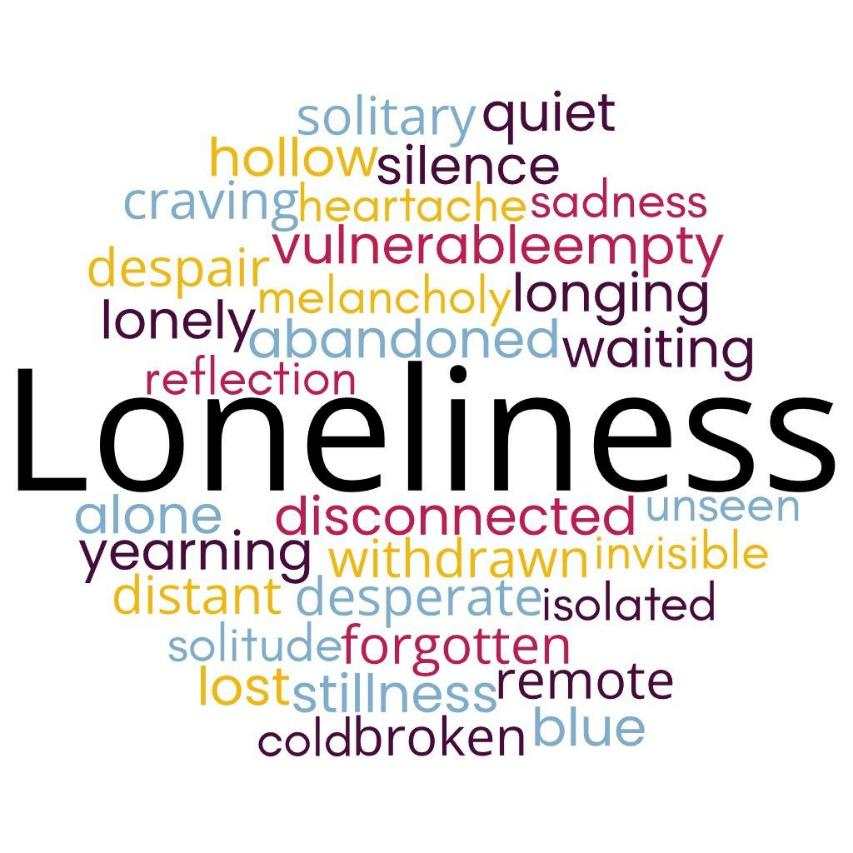 solitary quiet
hollow silence
craving heartache sadness
vulnerable empty
despair melancholy longing
lonely abandoned waiting
reflection
Loneliness
alone disconnected unseen
yearning withdrawn invisible
distant desperate isolated
solitude forgotten
lost stillness remote
cold broken blue